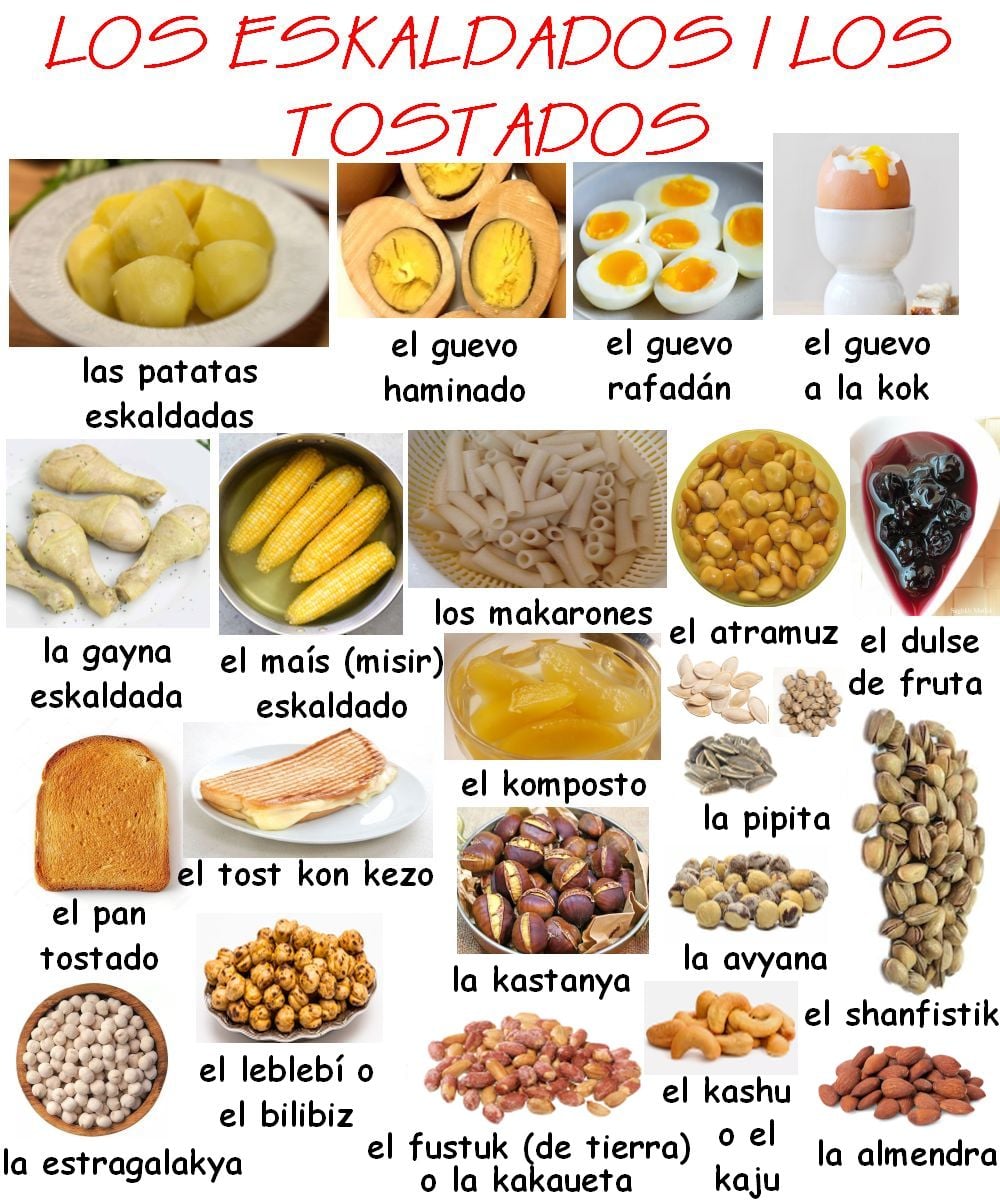 LOS ESKALDADOS I LOS
TOSTADOS
las patatas
eskaldadas
el guevo
haminado
el guevo
rafadán
el guevo
a la kok
la gayna
eskaldada
el maís (misir)
eskaldado
los makarones
el atramuz
el dulse
de fruta
el pan
tostado
el tost kon kezo
el komposto
la pipita
la kastanya
la avyana
el shanfistik
la estragalakya
el leblebí o
el bilibiz
el fustuk (de tierra)
o la kakaueta
el kashu
o el
kaju
la almendra